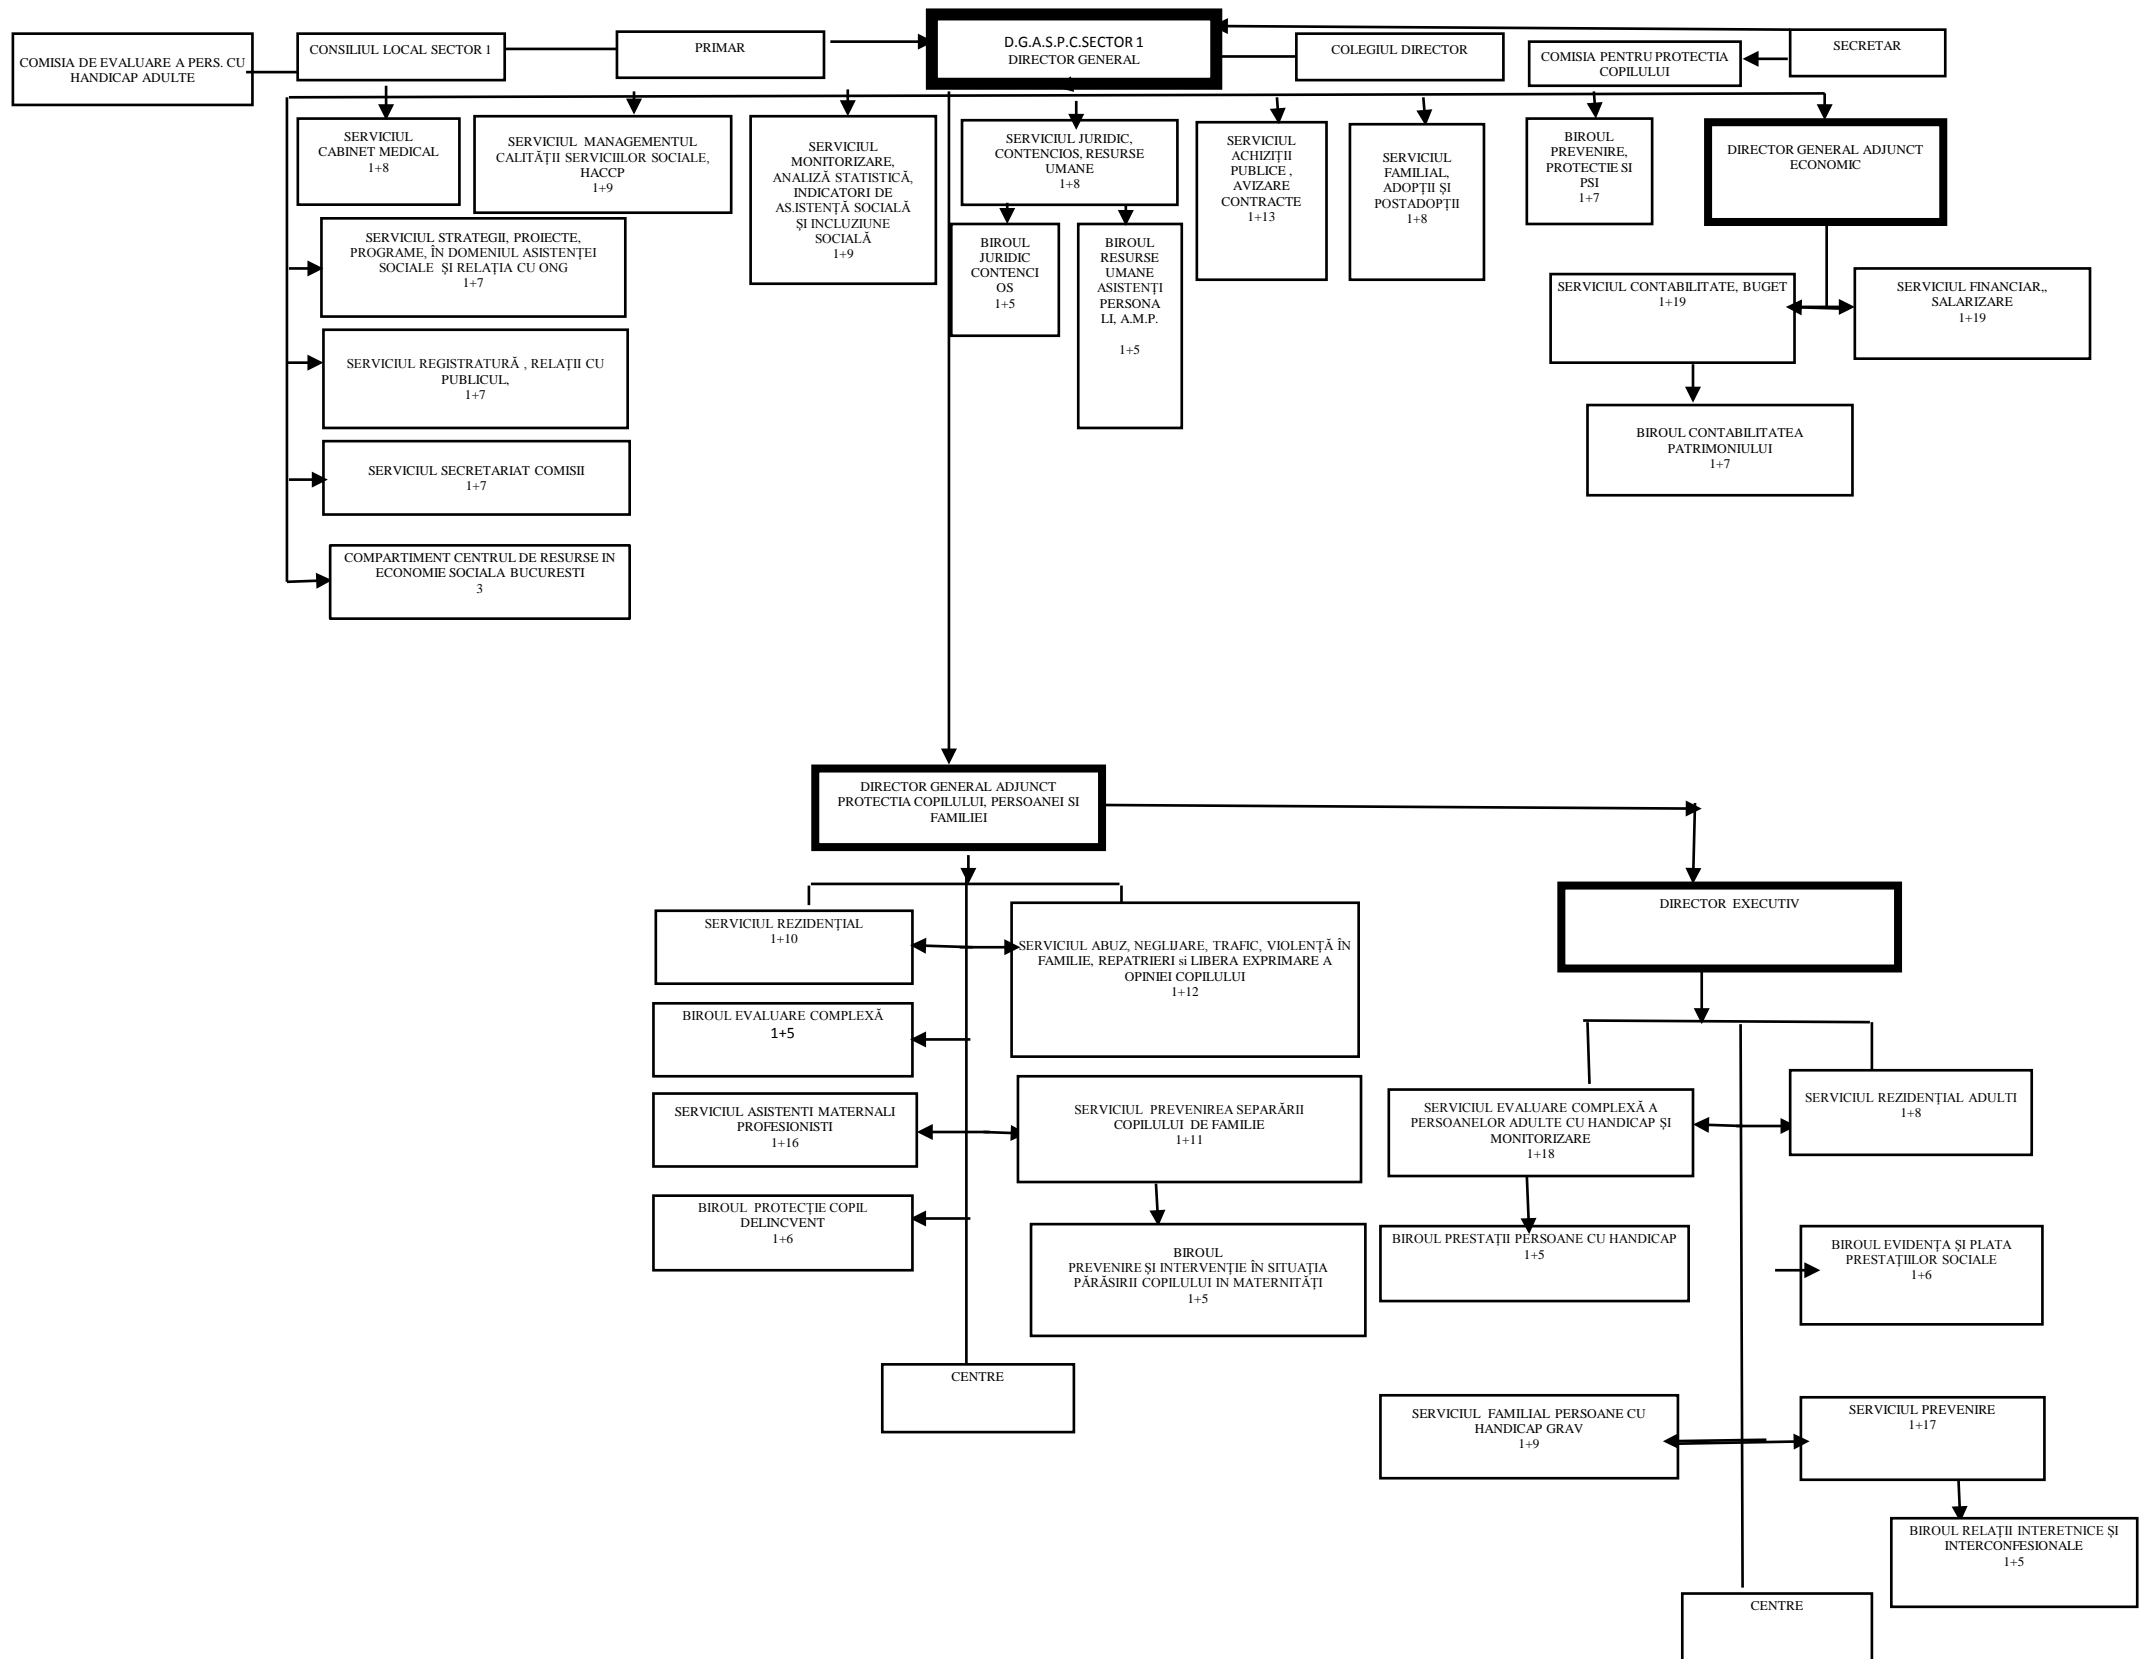 COMISIA DE EVALUARE A PERS. CU
HANDICAP ADULTE
CONSILIUL LOCAL SECTOR 1
PRIMAR
D.G.A.S.P.C.SECTOR 1
DIRECTOR GENERAL
COLEGIUL DIRECTOR
COMISIA PENTRU PROTECTIA
COPILULUI
SECRETAR
SERVICIUL
CABINET MEDICAL
1+8
SERVICIUL MANAGEMENTUL
CALITĂȚII SERVICIILOR SOCIALE,
HACCP
1+9
SERVICIUL
MONITORIZARE,
ANALIZĂ STATISTICĂ,
INDICATORI DE
AS.ISTENȚĂ SOCIALĂ
ȘI INCLUZIUNE
SOCIALĂ
1+9
SERVICIUL JURIDIC,
CONTENCIOS, RESURSE
UMANE
1+8
SERVICIUL
ACHIZIȚII
PUBLICE ,
AVIZARE
CONTRACTE
1+13
SERVICIUL
FAMILIAL,
ADOPȚII ȘI
POSTADOPȚII
1+8
BIROUL
PREVENIRE,
PROTECTIE SI
PSI
1+7
DIRECTOR GENERAL ADJUNCT
ECONOMIC
SERVICIUL STRATEGII, PROIECTE,
PROGRAME, ÎN DOMENIUL ASISTENȚEI
SOCIALE ȘI RELAȚIA CU ONG
1+7
BIROUL
JURIDIC
CONTENCI
OS
1+5
BIROUL
RESURSE
UMANE
ASISTENȚI
PERSONA
LI, A.M.P.
1+5
SERVICIUL CONTABILITATE, BUGET
1+19
SERVICIUL FINANCIAR,,
SALARIZARE
1+19
SERVICIUL REGISTRATURĂ , RELAȚII CU
PUBLICUL,
1+7
BIROUL CONTABILITATEA
PATRIMONIULUI
1+7
SERVICIUL SECRETARIAT COMISII
1+7
COMPARTIMENT CENTRUL DE RESURSE IN
ECONOMIE SOCIALA BUCURESTI
3
DIRECTOR GENERAL ADJUNCT
PROTECTIA COPILULUI, PERSOANEI SI
FAMILIEI
DIRECTOR EXECUTIV
SERVICIUL REZIDENȚIAL
1+10
SERVICIUL ABUZ, NEGLIJARE, TRAFIC, VIOLENȚĂ ÎN
FAMILIE, REPATRIERI si LIBERA EXPRIMARE A
OPINIEI COPILULUI
1+12
BIROUL EVALUARE COMPLEXĂ
1+5
SERVICIUL ASISTENTI MATERNALI
PROFESIONISTI
1+16
SERVICIUL PREVENIREA SEPARĂRII
COPILULUI DE FAMILIE
1+11
SERVICIUL EVALUARE COMPLEXĂ A
PERSOANELOR ADULTE CU HANDICAP ȘI
MONITORIZARE
1+18
SERVICIUL REZIDENȚIAL ADULTI
1+8
BIROUL PROTECȚIE COPIL
DELINCVENT
1+6
BIROUL
PREVENIRE ȘI INTERVENȚIE ÎN SITUAȚIA
PĂRĂSIRII COPILULUI IN MATERNITĂȚI
1+5
BIROUL PRESTAȚII PERSOANE CU HANDICAP
1+5
BIROUL EVIDENȚA ȘI PLATA
PRESTAȚIILOR SOCIALE
1+6
CENTRE
SERVICIUL FAMILIAL PERSOANE CU
HANDICAP GRAV
1+9
SERVICIUL PREVENIRE
1+17
BIROUL RELAȚII INTERETNICE ȘI
INTERCONFESIONALE
1+5
CENTRE